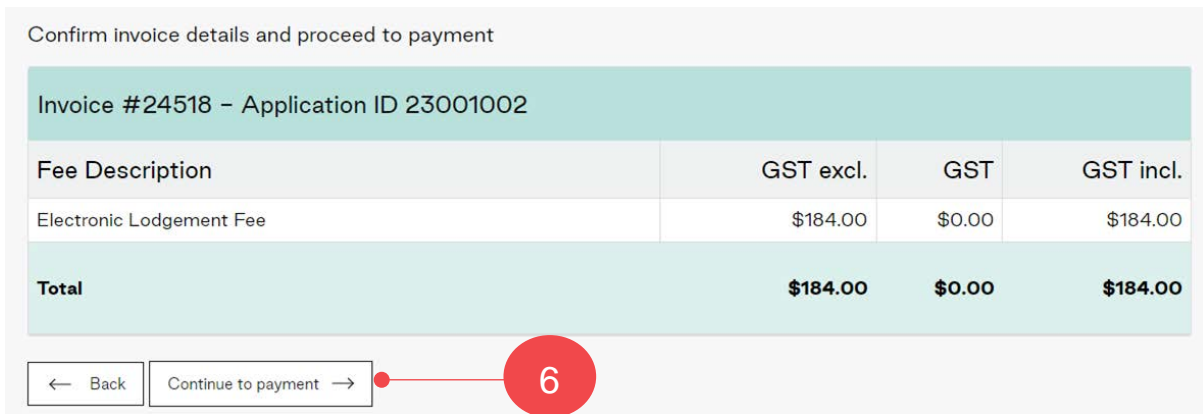 Confirm invoice details and proceed to payment
Invoice #24518 – Application ID 23001002
Fee Description GST excl. GST GST incl.
Electronic Lodgement Fee $184.00 $0.00 $184.00
Total $184.00 $0.00 $184.00
← Back Continue to payment → 6